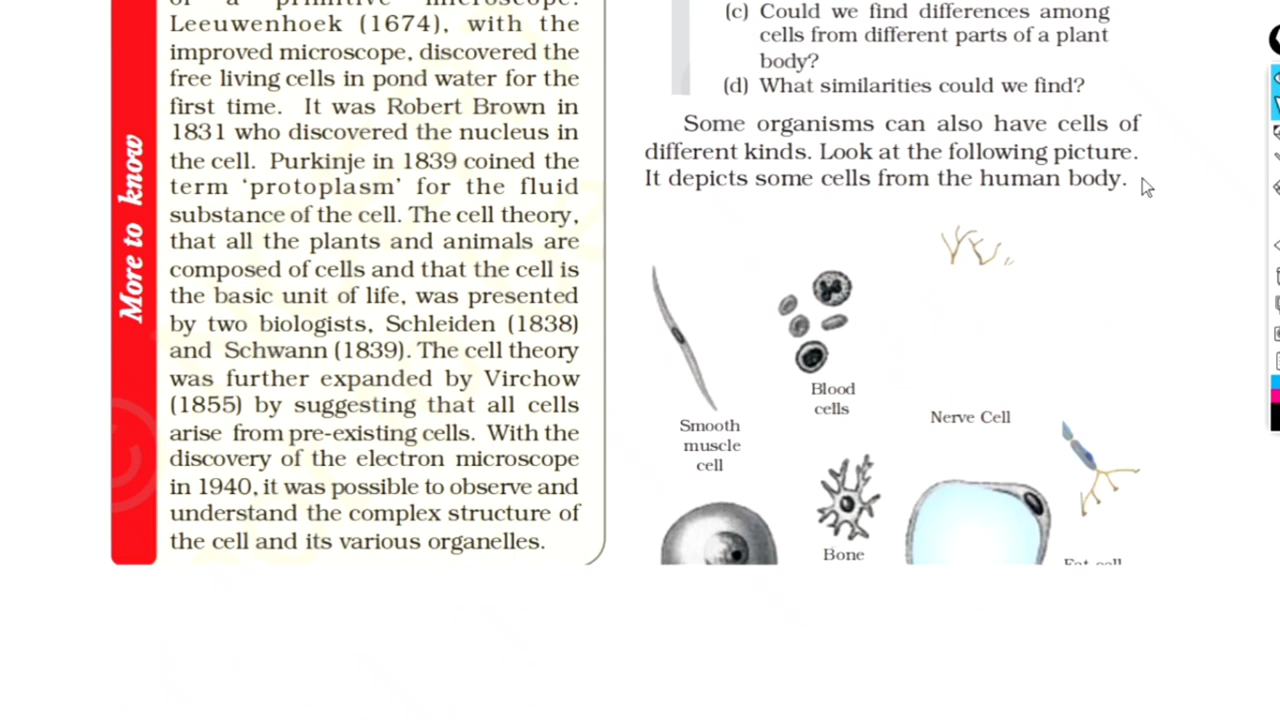 More to know
of a primitive microscope.
Leeuwenhoek (1674), with the
improved microscope, discovered the
free living cells in pond water for the
first time. It was Robert Brown in
1831 who discovered the nucleus in
the cell. Purkinje in 1839 coined the
term ‘protoplasm’ for the fluid
substance of the cell. The cell theory,
that all the plants and animals are
composed of cells and that the cell is
the basic unit of life, was presented
by two biologists, Schleiden (1838)
and Schwann (1839). The cell theory
was further expanded by Virchow
(1855) by suggesting that all cells
arise from pre-existing cells. With the
discovery of the electron microscope
in 1940, it was possible to observe and
understand the complex structure of
the cell and its various organelles.
(c) Could we find differences among
cells from different parts of a plant
body?
(d) What similarities could we find?
Some organisms can also have cells of
different kinds. Look at the following picture.
It depicts some cells from the human body.
Blood
cells
Smooth
muscle
cell
Nerve Cell
Bone
Fat cell